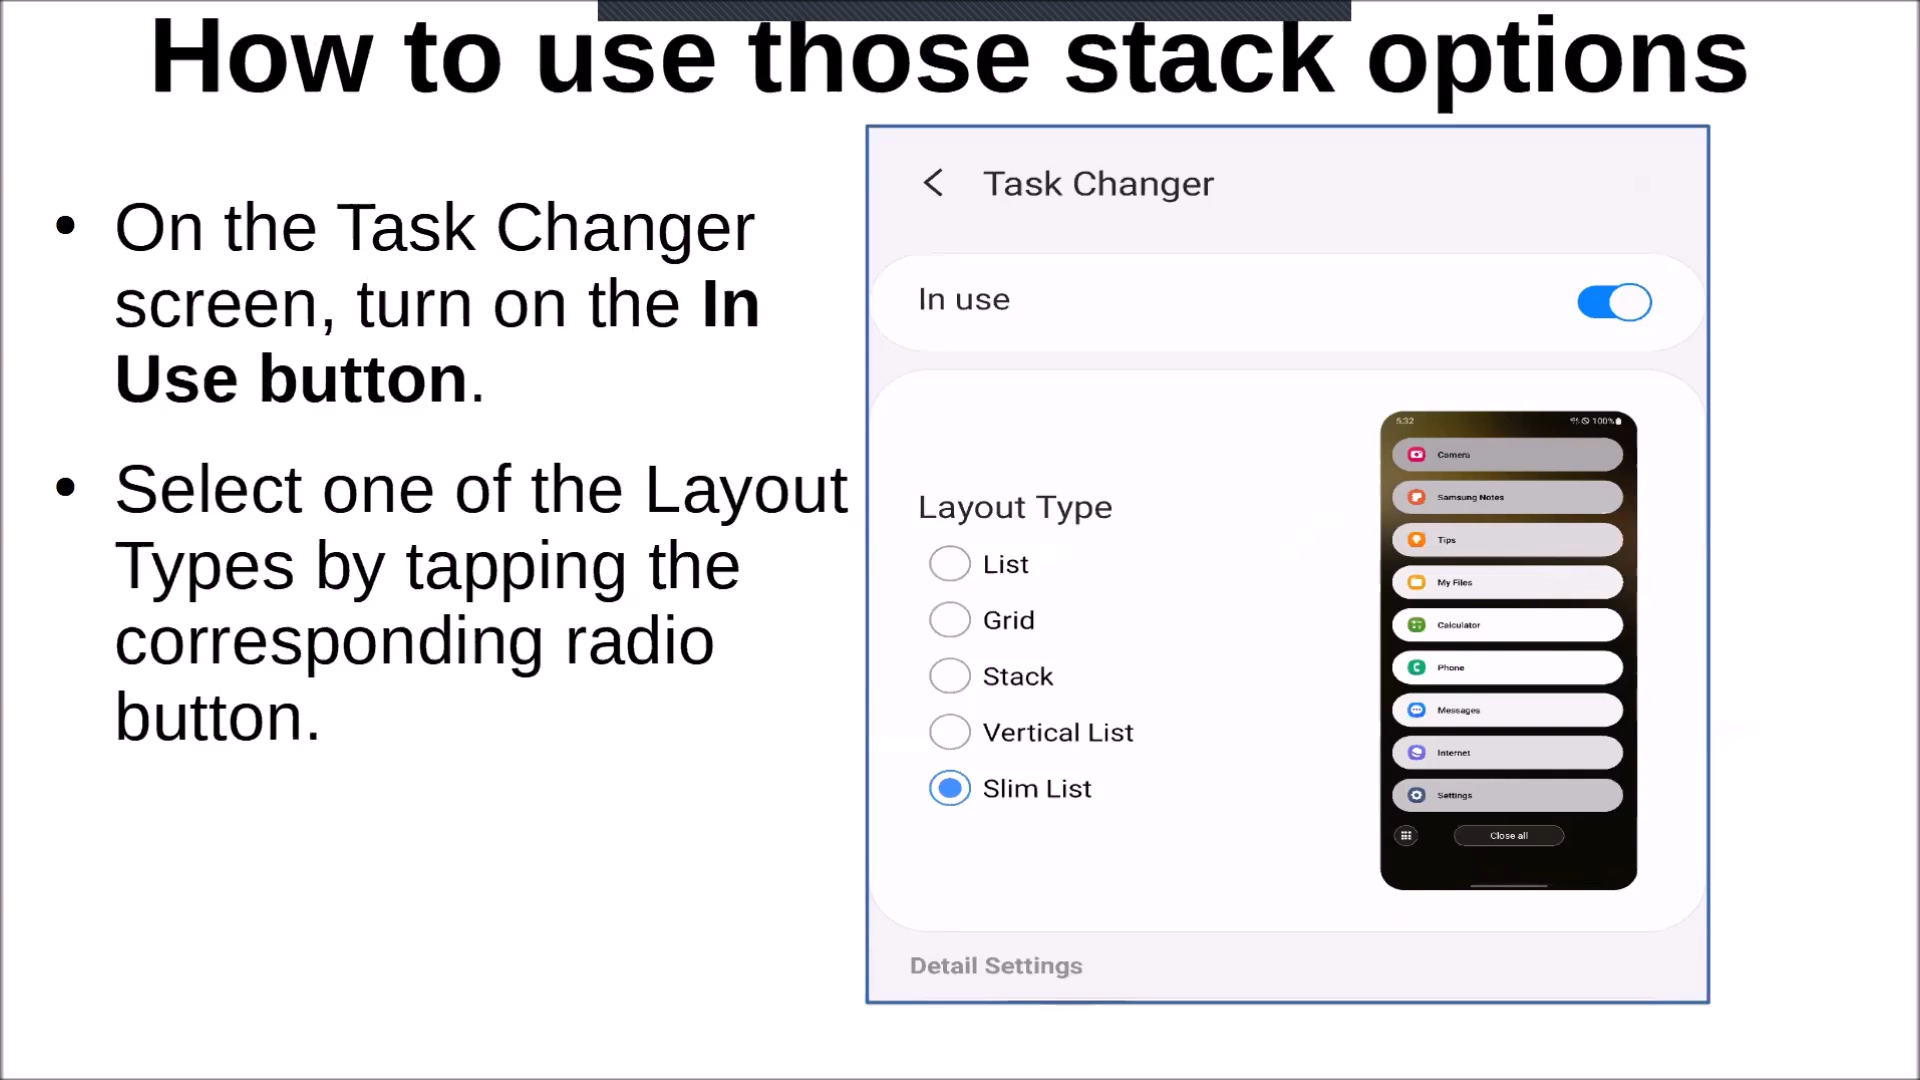 How to use those stack options
• On the Task Changer
screen, turn on the In
Use button.
• Select one of the Layout
Types by tapping the
corresponding radio
button.
Task Changer
In use
Layout Type
List
Grid
Stack
Vertical List
Slim List
5:32
100%
Camera
Samsung Notes
Tips
My Files
Calculator
Phone
Messages
Internet
Settings
Close all
Detail Settings